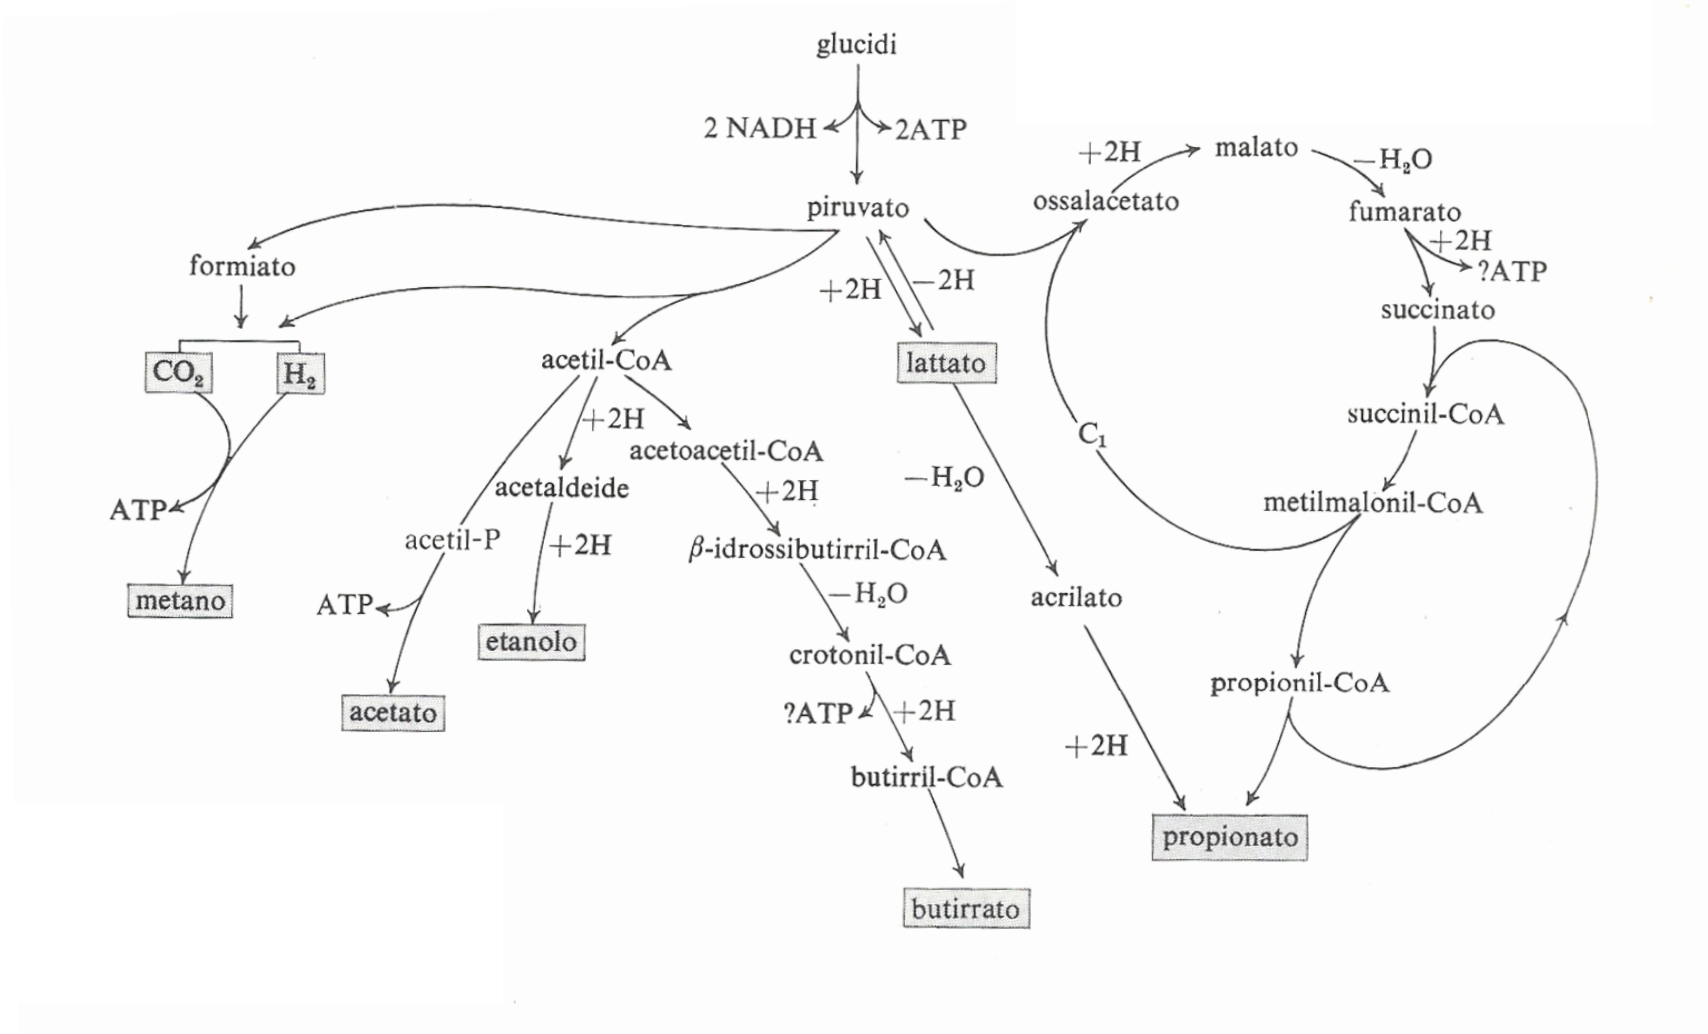 glucidi
2 NADH
2ATP
piruvato
+2H
malato
—H₂O
ossalacetato
fumarato
+2H
?ATP
formiato
+2H
—2H
succinato
CO₂
H₂
acetil-CoA
lattato
succinil-CoA
+2H
C₁
acetoacetil-CoA
—H₂O
acetaldeide
+2H
metilmalonil-CoA
ATP
acetil-P
+2H
β-idrossibutirril-CoA
metano
ATP
—H₂O
acrilato
etanolo
crotonil-CoA
propionil-CoA
acetato
?ATP
+2H
+2H
butirril-CoA
propionato
butirrato